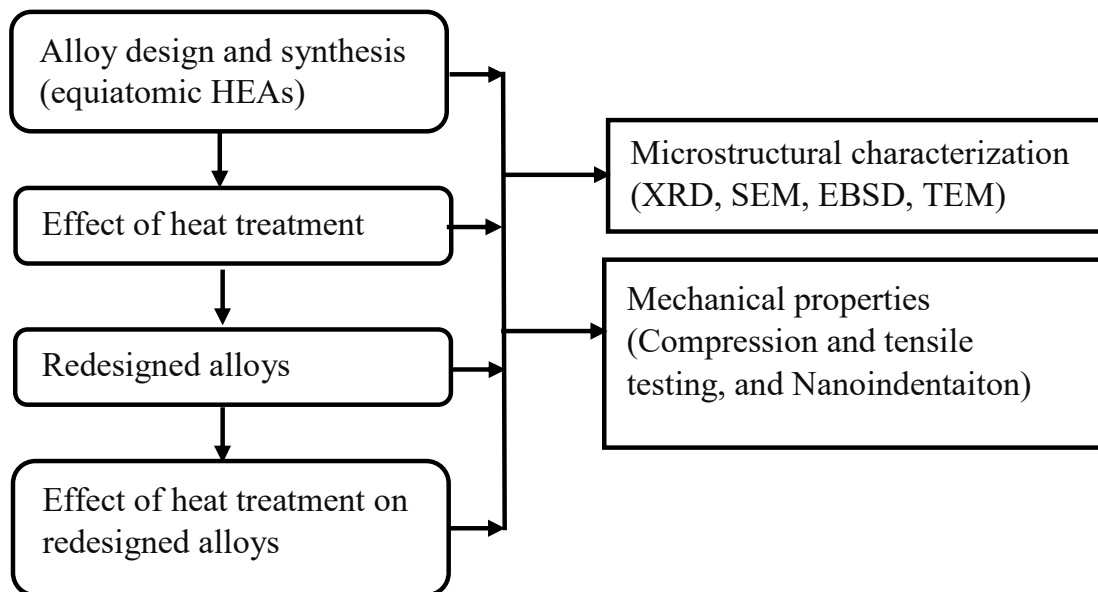 Alloy design and synthesis
(equiatomic HEAs)
Effect of heat treatment
Redesigned alloys
Effect of heat treatment on
redesigned alloys
Microstructural characterization
(XRD, SEM, EBSD, TEM)
Mechanical properties
(Compression and tensile
testing, and Nanoindentaiton)